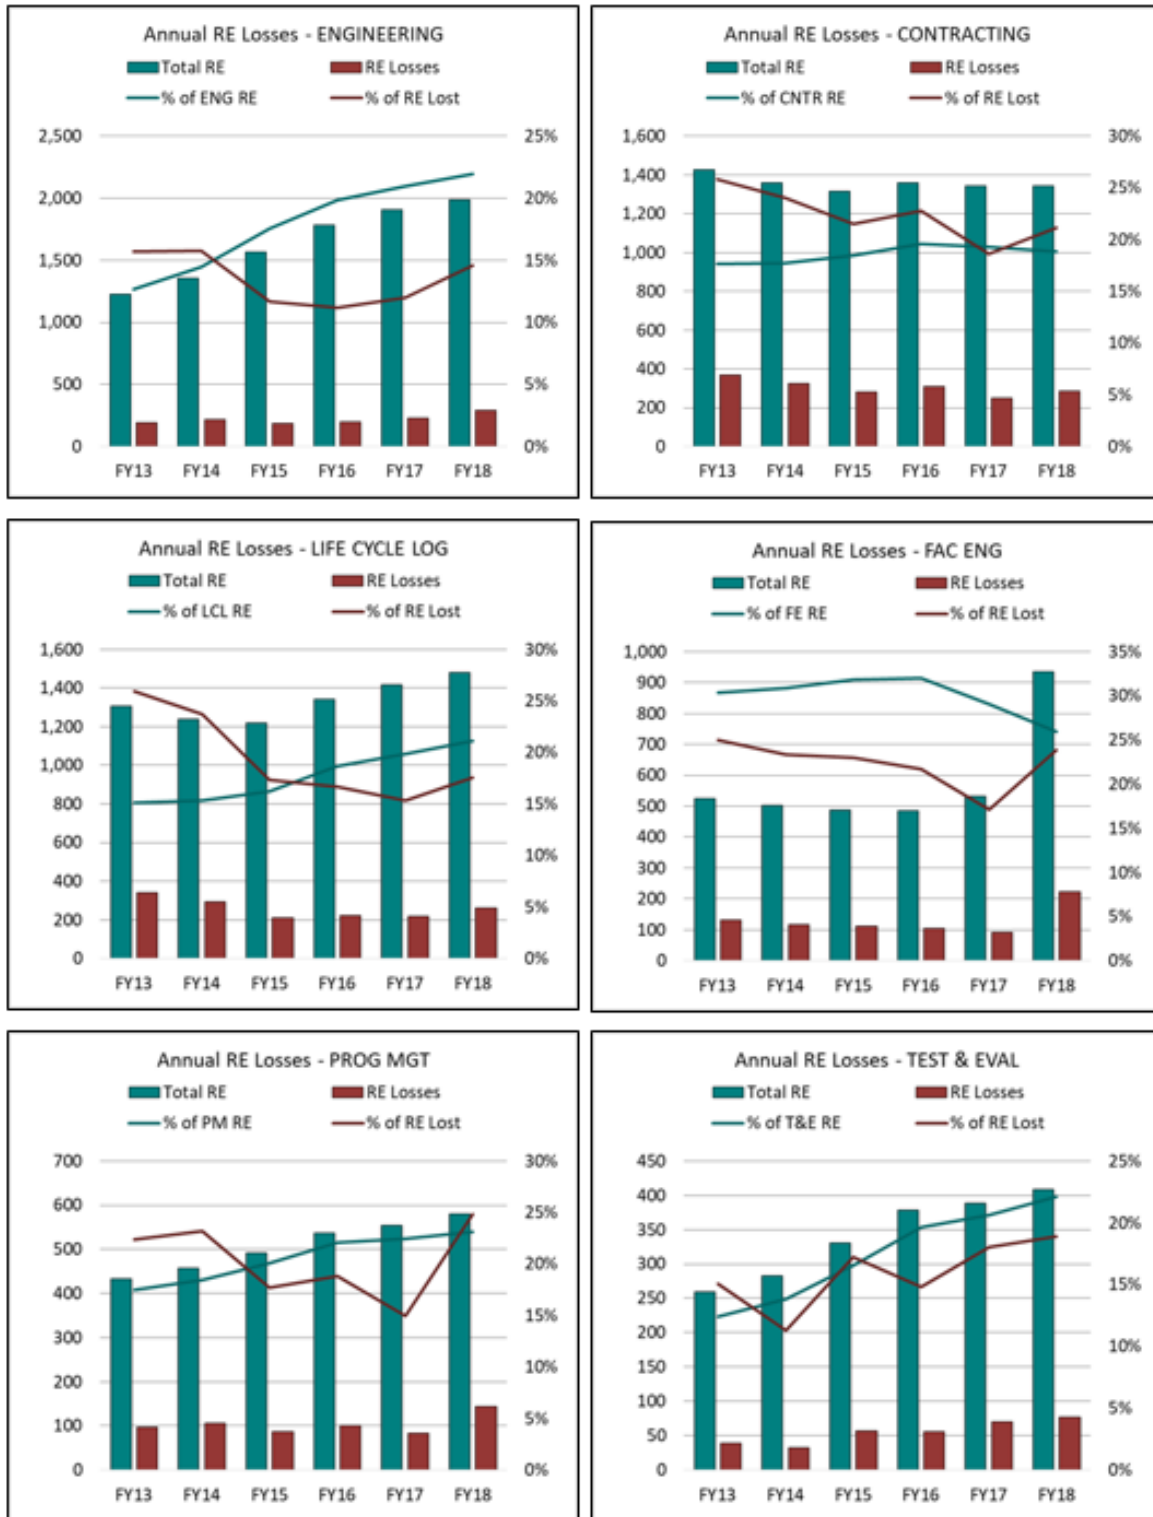 Annual RE Losses - ENGINEERING
Total RE RE Losses
% of ENG RE % of RE Lost
2,500 25%
2,000 20%
1,500 15%
1,000 10%
500 5%
0 0%
FY13 FY14 FY15 FY16 FY17 FY18
Annual RE Losses - CONTRACTING
Total RE RE Losses
% of CNTR RE % of RE Lost
1,600 30%
1,400 25%
1,200 20%
1,000 15%
800 10%
600 5%
400 0%
200
0
FY13 FY14 FY15 FY16 FY17 FY18
Annual RE Losses - LIFE CYCLE LOG
Total RE RE Losses
% of LCL RE % of RE Lost
1,600 30%
1,400 25%
1,200 20%
1,000 15%
800 10%
600 5%
400 0%
200
0
FY13 FY14 FY15 FY16 FY17 FY18
Annual RE Losses - FAC ENG
Total RE RE Losses
% of FE RE % of RE Lost
1,000 35%
900 30%
800 25%
700 20%
600 15%
500 10%
400 5%
300 0%
200
100
0
FY13 FY14 FY15 FY16 FY17 FY18
Annual RE Losses - PROG MGT
Total RE RE Losses
% of PM RE % of RE Lost
700 30%
600 25%
500 20%
400 15%
300 10%
200 5%
100 0%
0
FY13 FY14 FY15 FY16 FY17 FY18
Annual RE Losses - TEST & EVAL
Total RE RE Losses
% of T&E RE % of RE Lost
450 25%
400 20%
350 15%
300 10%
250 5%
200 0%
150
100
50
0
FY13 FY14 FY15 FY16 FY17 FY18